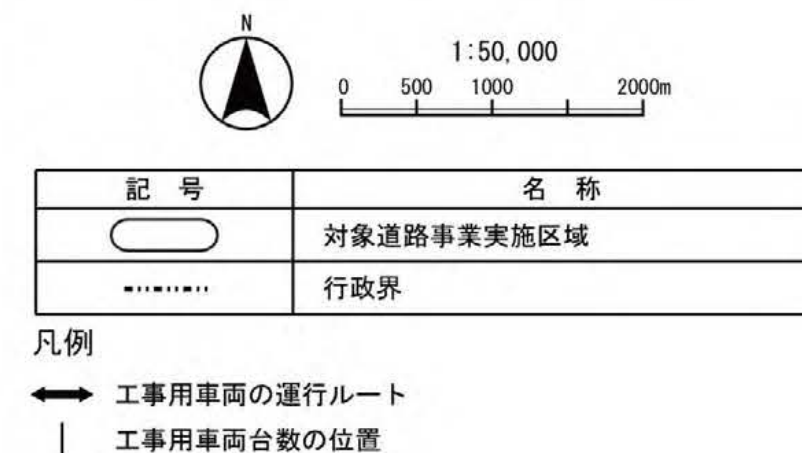 N
1:50,000
0 500 1000 2000m
記 号 名 称
対象道路事業実施区域
行政界
凡例
工事用車両の運行ルート
工事用車両台数の位置